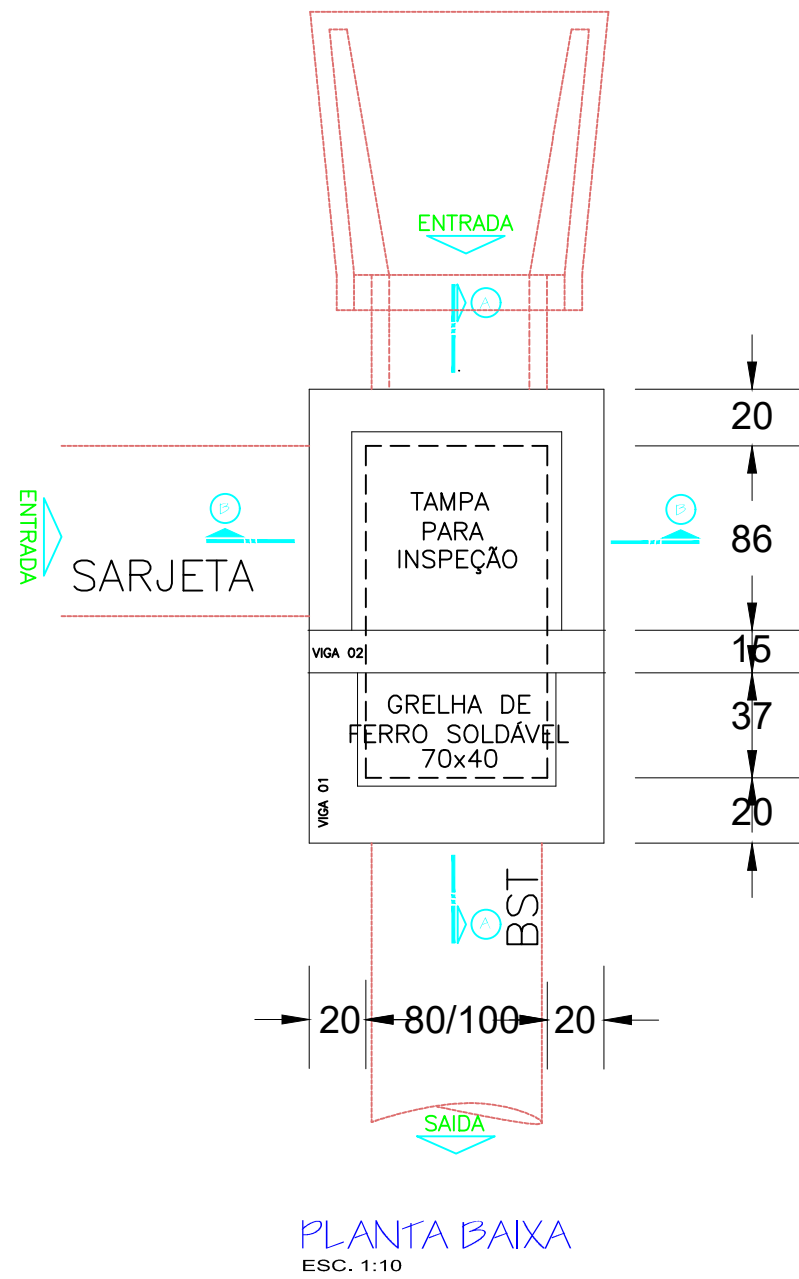 ENTRADA
A
20
ENTRADA
B
SARJETA
TAMPA
PARA
INSPEÇÃO
B
86
VIGA 02
15
GRELHA DE
FERRO SOLDÁVEL
70x40
37
VIGA 01
20
A
BST
20
80/100
20
SAIDA
PLANTA BAIXA
ESC. 1:10